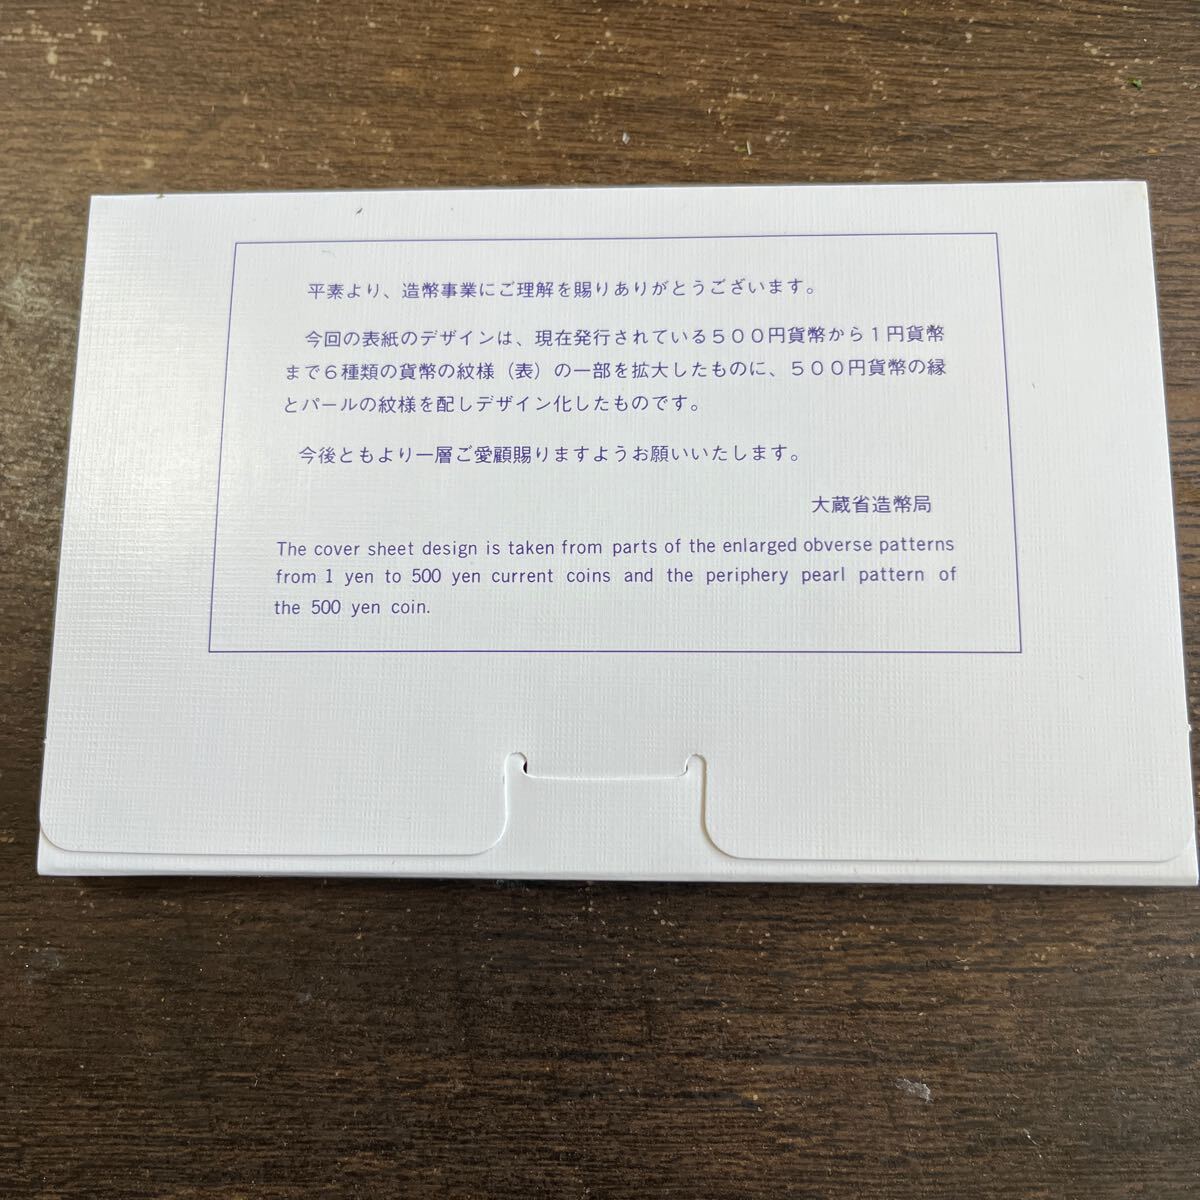 平素より、造幣事業にご理解を賜りありがとうございます。
今回の表紙のデザインは、現在発行されている５００円貨幣から１円貨幣
まで６種類の貨幣の紋様（表）の一部を拡大したものに、５００円貨幣の縁
とパールの紋様を配しデザイン化したものです。
今後ともより一層ご愛顧賜りますようお願いいたします。
大蔵省造幣局
The cover sheet design is taken from parts of the enlarged obverse patterns
from 1 yen to 500 yen current coins and the periphery pearl pattern of
the 500 yen coin.